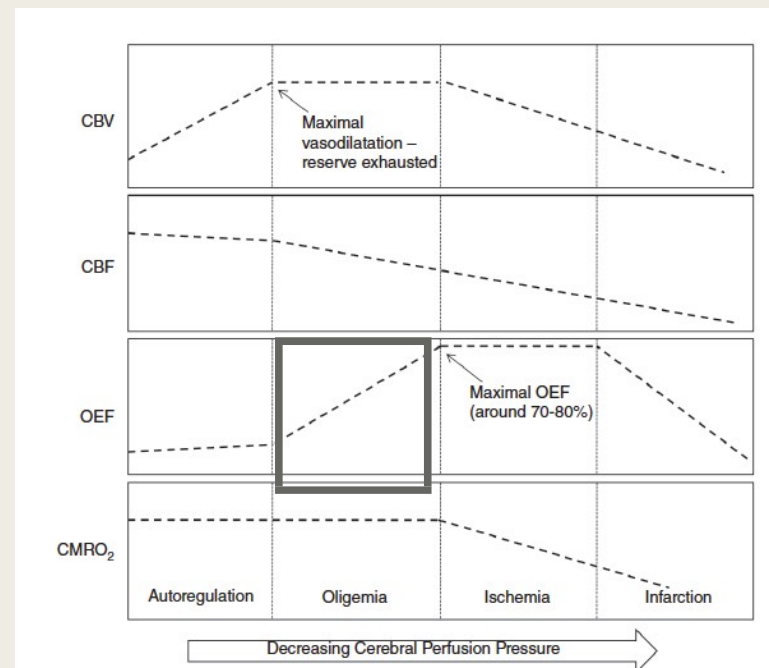 CBV
Maximal
vasodilatation –
reserve exhausted
CBF
OEF
Maximal OEF
(around 70-80%)
CMRO₂
Autoregulation
Oligemia
Ischemia
Infarction
Decreasing Cerebral Perfusion Pressure